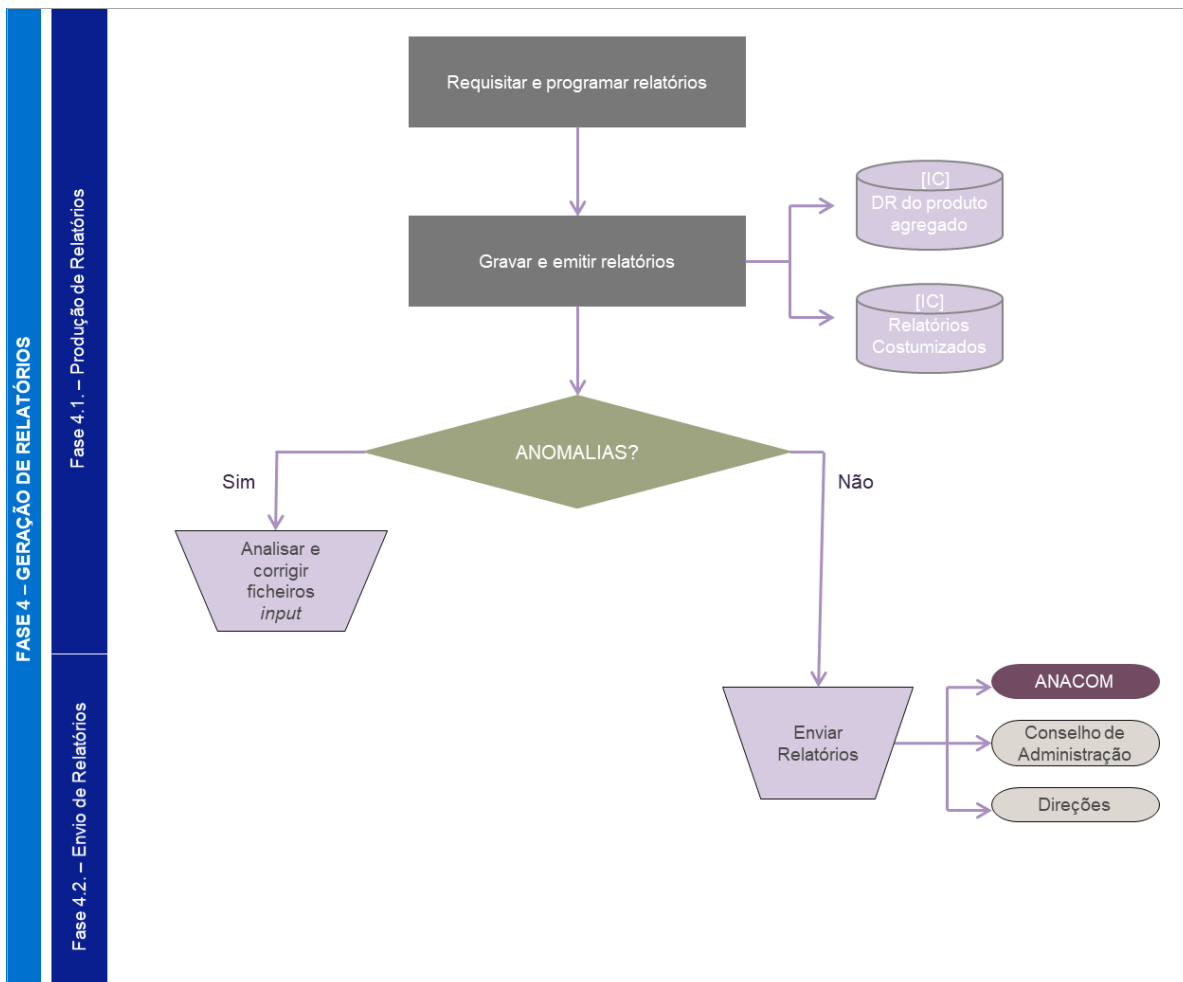 FASE 4 – GERAÇÃO DE RELATÓRIOS
Fase 4.1. – Produção de Relatórios
Requisitar e programar relatórios
Gravar e emitir relatórios
[IC]
DR do produto
agregado
[IC]
Relatórios
Costumizados
ANOMALIAS?
Sim
Não
Analisar e
corrigir
ficheiros
input
Fase 4.2. – Envio de Relatórios
Enviar
Relatórios
ANACOM
Conselho de
Administração
Direções